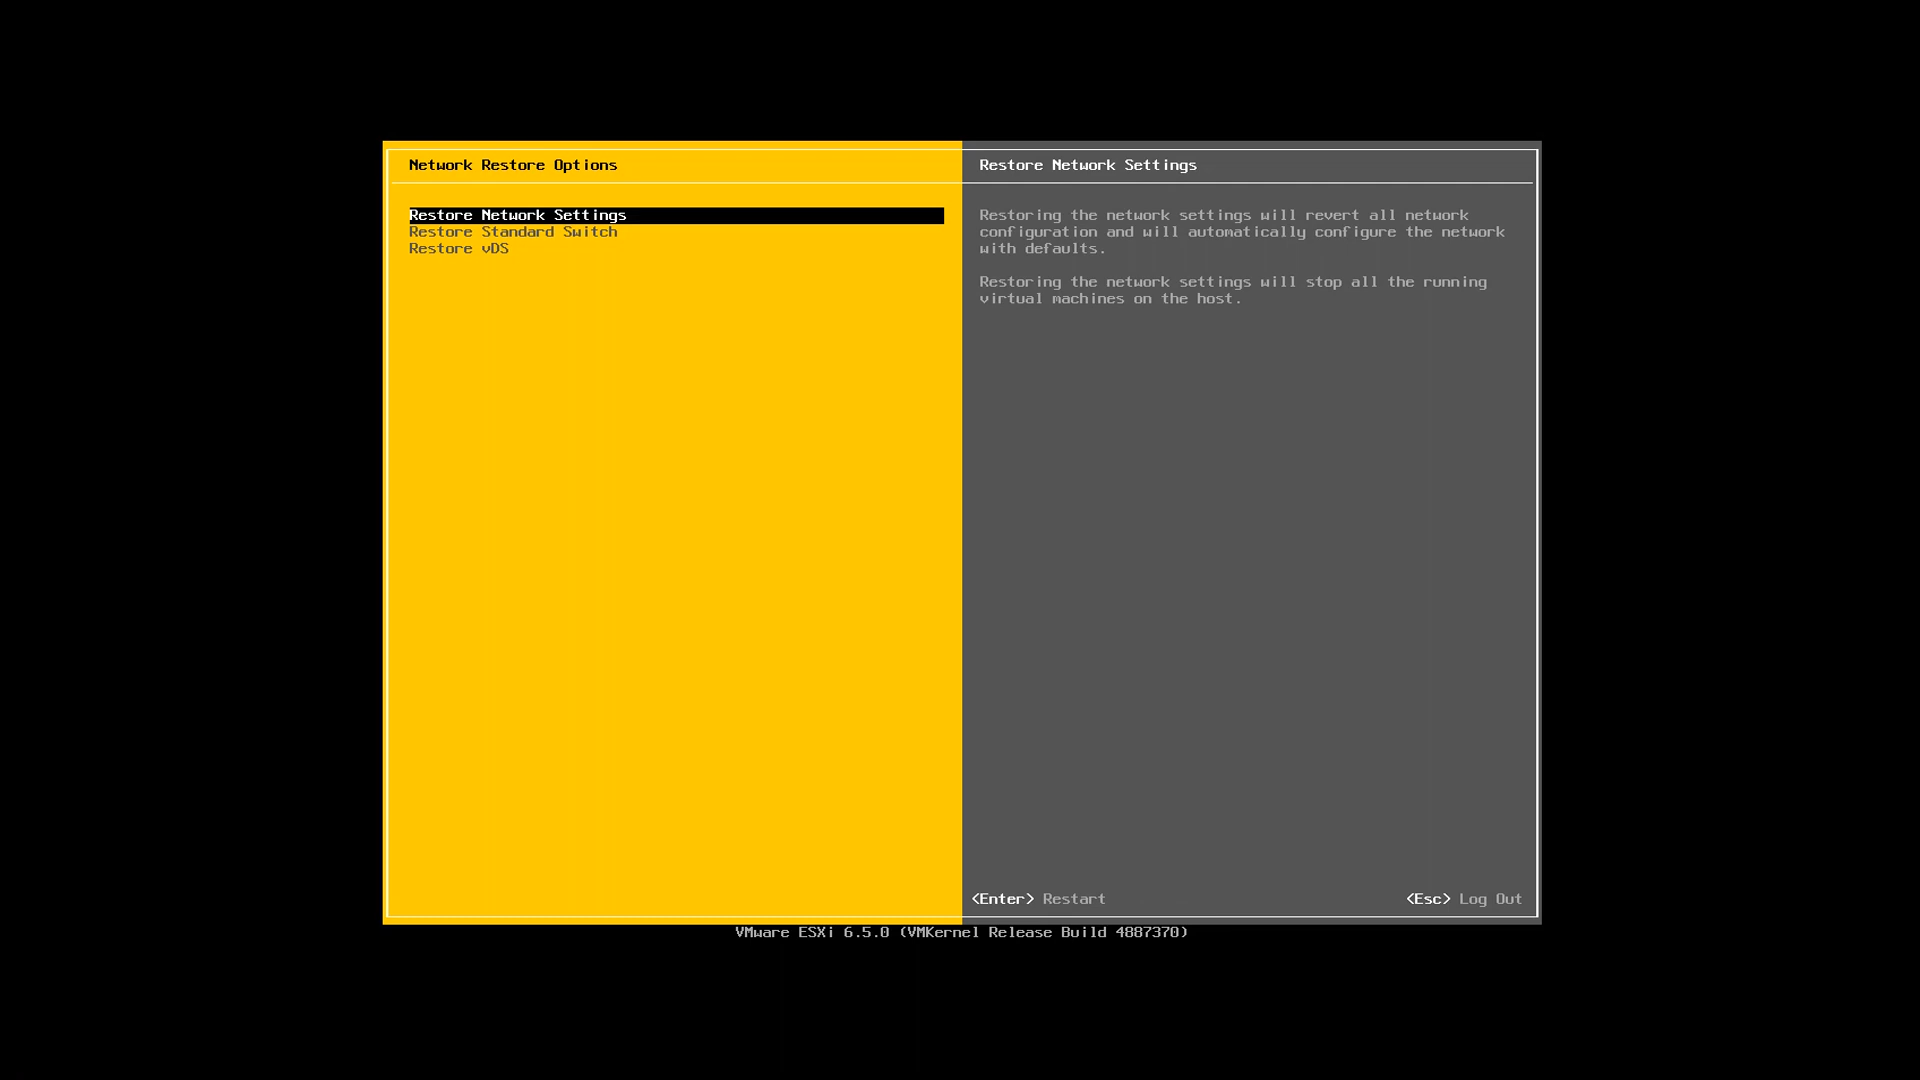 Network Restore Options
Restore Network Settings
Restore Standard Switch
Restore vDS
Restore Network Settings
Restoring the network settings will revert all network
configuration and will automatically configure the network
with defaults.
Restoring the network settings will stop all the running
virtual machines on the host.
<Enter> Restart
<Esc> Log Out
VMware ESXi 6.5.0 (VMKernel Release Build 4887370)